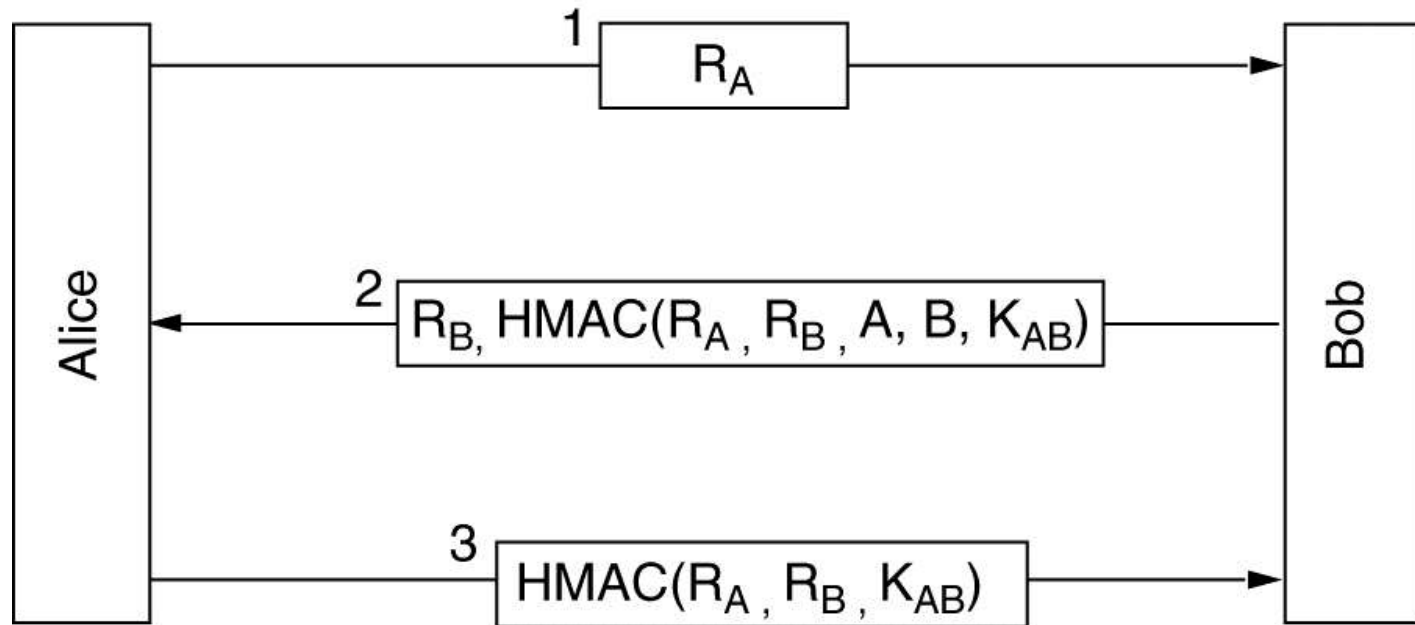 1
R_A
Alice
2
R_B, HMAC(R_A , R_B , A, B, K_AB)
Bob
3
HMAC(R_A , R_B , K_AB)